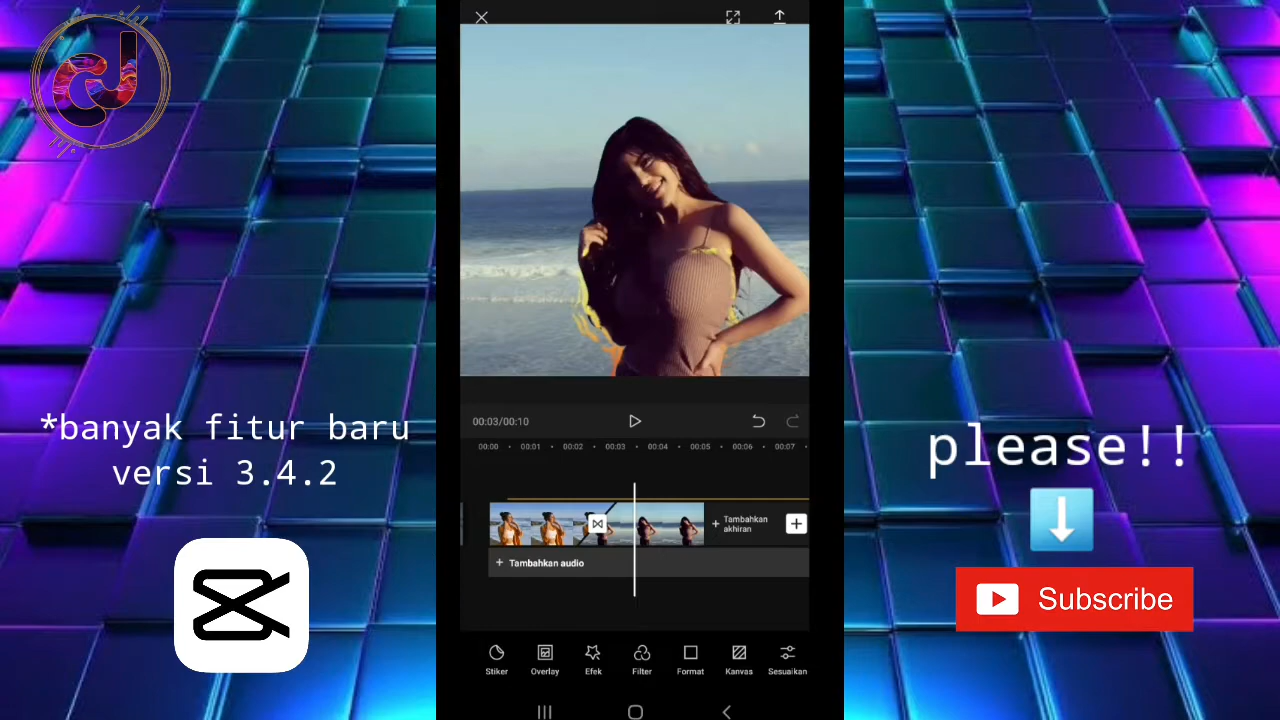 *banyak fitur baru
versi 3.4.2
00:03/00:10
00:00 00:01 00:02 00:03 00:04 00:05 00:06 00:07
+ Tambahkan
akhiran
+ Tambahkan audio
Stiker Overlay Efek Filter Format Kanvas Sesuaikan
please!!
Subscribe